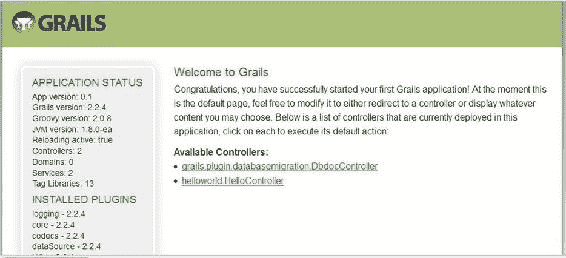 GRAILS
APPLICATION STATUS
App version: 0.1
Grails version: 2.2.4
Groovy version: 2.0.8
JVM version: 1.8.0-ea
Reloading active: true
Controllers: 2
Domains: 0
Services: 2
Tag Libraries: 13
INSTALLED PLUGINS
logging - 2.2.4
core - 2.2.4
codecs - 2.2.4
dataSource - 2.2.4
Welcome to Grails
Congratulations, you have successfully started your first Grails application! At the moment this
is the default page, feel free to modify it to either redirect to a controller or display whatever
content you may choose. Below is a list of controllers that are currently deployed in this
application, click on each to execute its default action:
Available Controllers:
grails.plugin.databasemigration.DbdocController
helloworld.HelloController